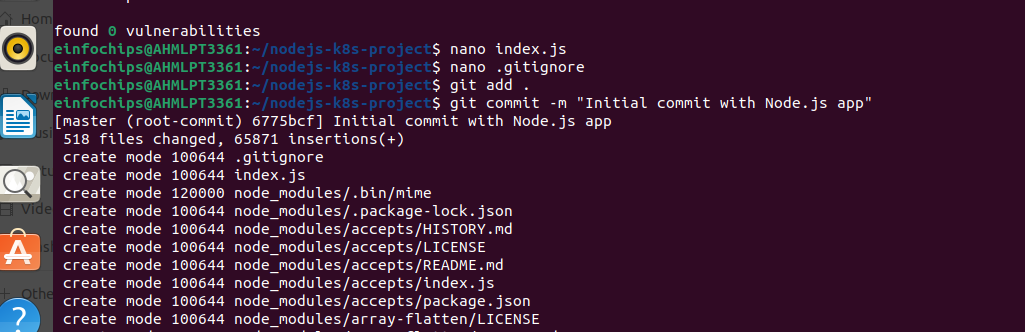 found 0 vulnerabilities
einfochips@AHMLPT3361:~/nodejs-k8s-project$ nano index.js
einfochips@AHMLPT3361:~/nodejs-k8s-project$ nano .gitignore
einfochips@AHMLPT3361:~/nodejs-k8s-project$ git add .
einfochips@AHMLPT3361:~/nodejs-k8s-project$ git commit -m "Initial commit with Node.js app"
[master (root-commit) 6775bcf] Initial commit with Node.js app
 518 files changed, 65871 insertions(+)
 create mode 100644 .gitignore
 create mode 100644 index.js
 create mode 120000 node_modules/.bin/mime
 create mode 100644 node_modules/.package-lock.json
 create mode 100644 node_modules/accepts/HISTORY.md
 create mode 100644 node_modules/accepts/LICENSE
 create mode 100644 node_modules/accepts/README.md
 create mode 100644 node_modules/accepts/index.js
 create mode 100644 node_modules/accepts/package.json
 create mode 100644 node_modules/array-flatten/LICENSE